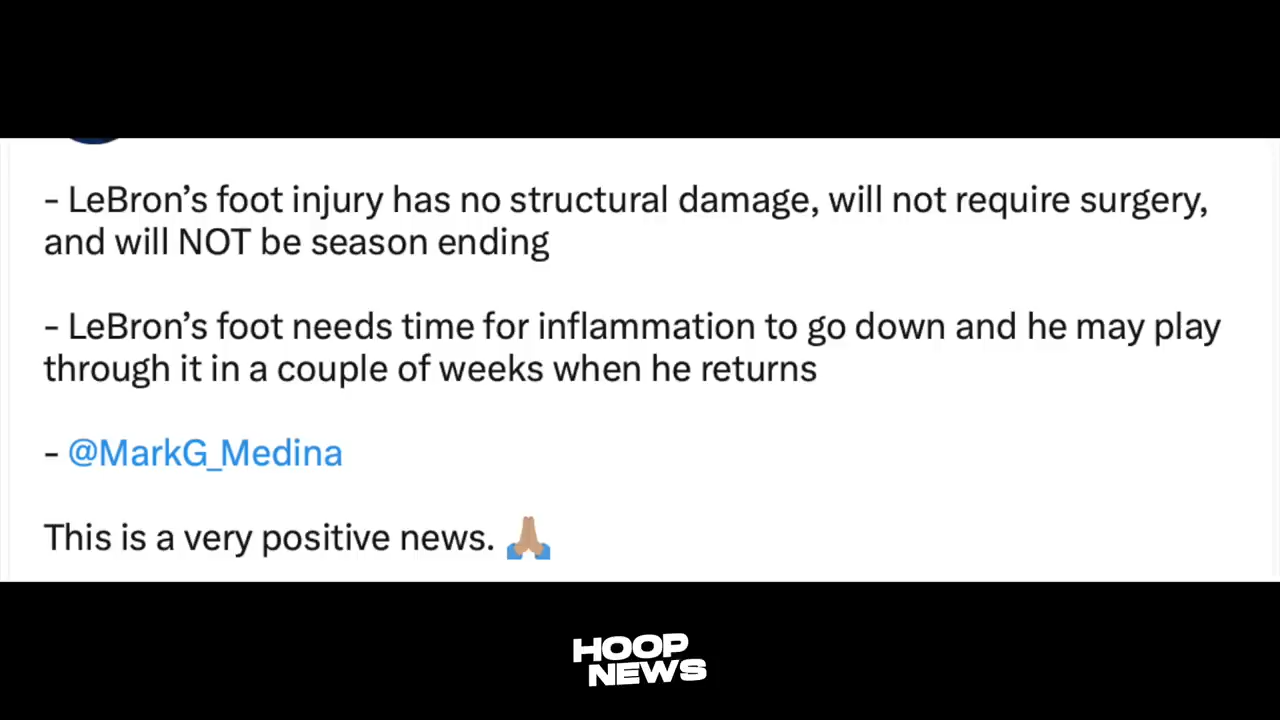 - LeBron’s foot injury has no structural damage, will not require surgery,
and will NOT be season ending
- LeBron’s foot needs time for inflammation to go down and he may play
through it in a couple of weeks when he returns
- @MarkG_Medina
This is a very positive news. 🙏🏽
HOOP
NEWS